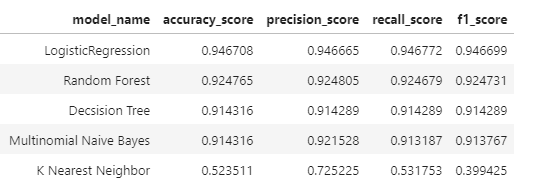 model_name accuracy_score precision_score recall_score f1_score
LogisticRegression 0.946708 0.946665 0.946772 0.946699
Random Forest 0.924765 0.924805 0.924679 0.924731
Decsision Tree 0.914316 0.914289 0.914289 0.914289
Multinomial Naive Bayes 0.914316 0.921528 0.913187 0.913767
K Nearest Neighbor 0.523511 0.725225 0.531753 0.399425